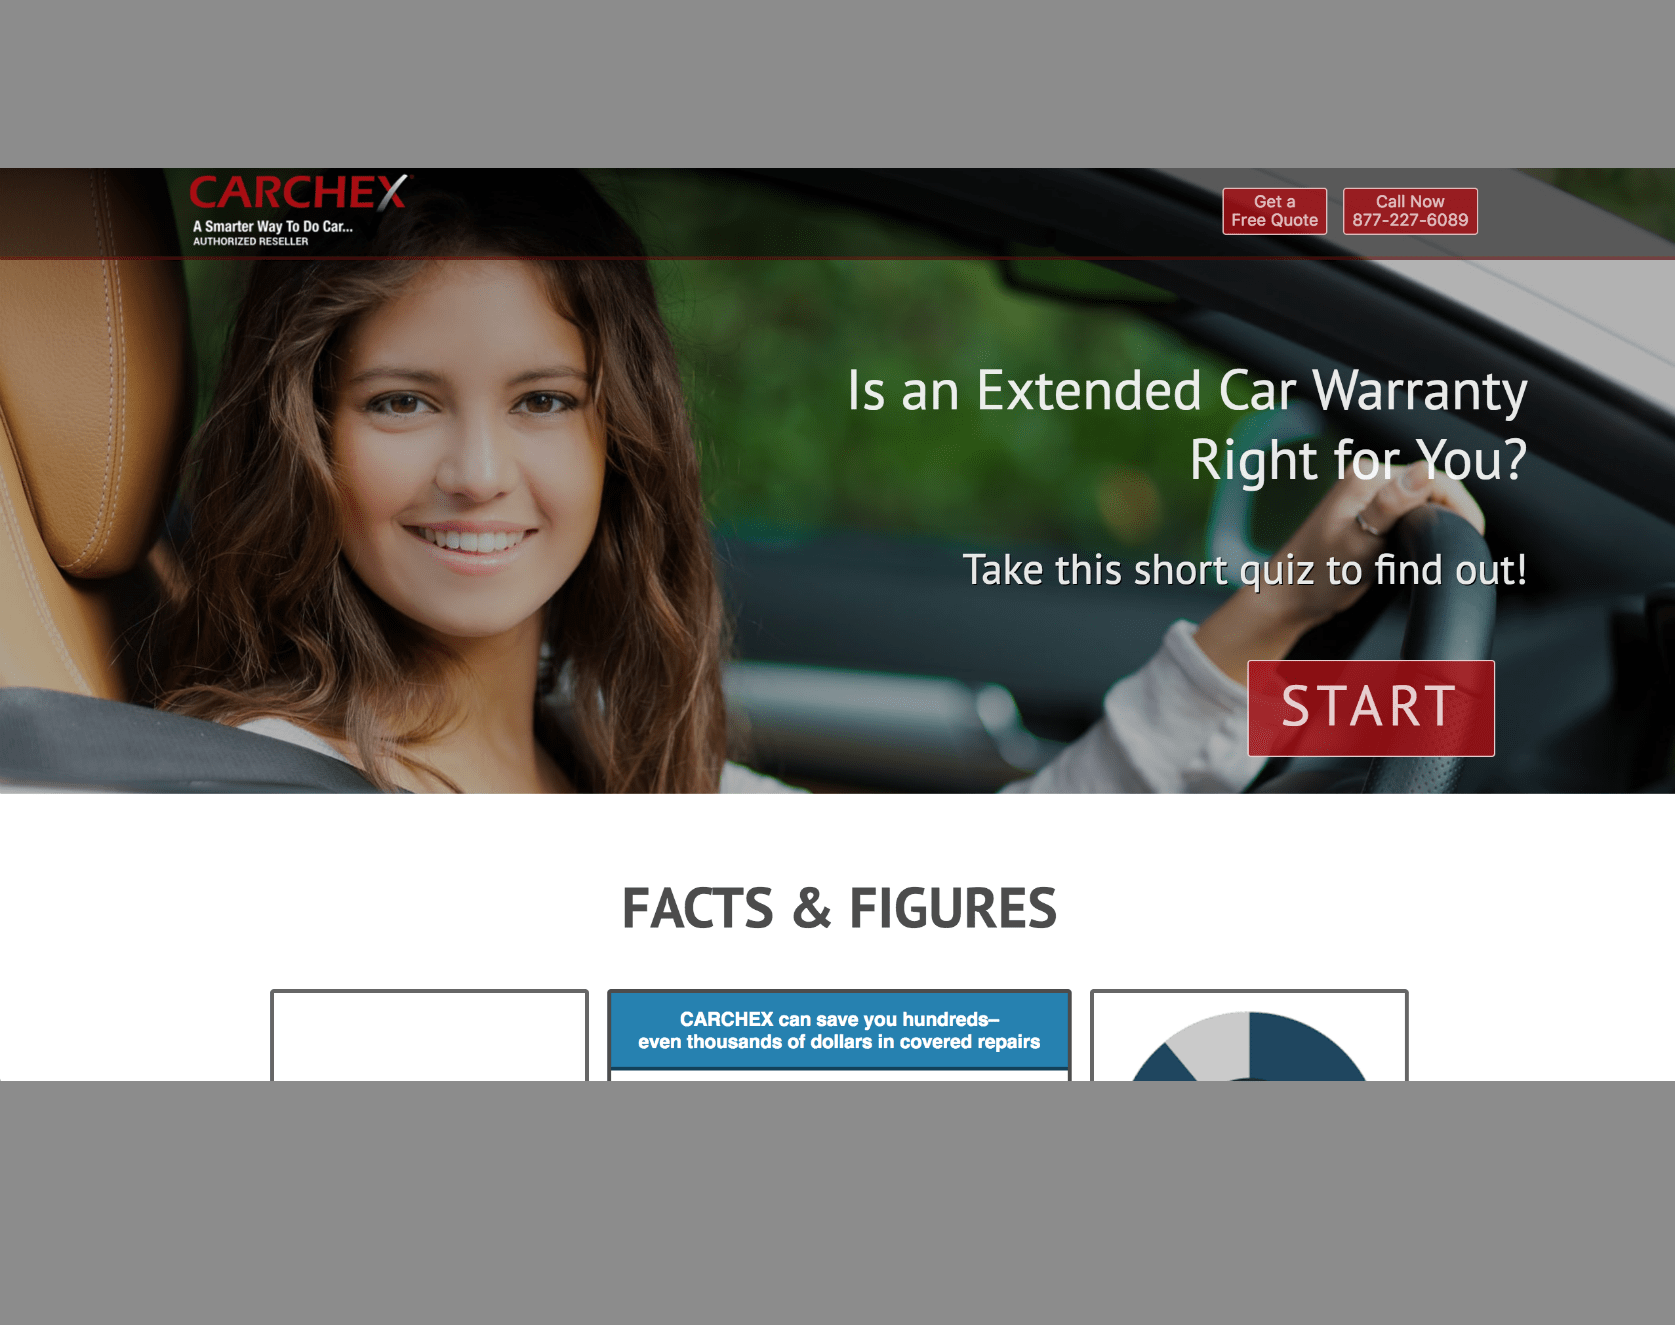 CARCHEX
A Smarter Way To Do Car...
AUTHORIZED RESELLER
Get a
Free Quote
Call Now
877-227-6089
Is an Extended Car Warranty
Right for You?
Take this short quiz to find out!
START
FACTS & FIGURES
CARCHEX can save you hundreds–
even thousands of dollars in covered repairs